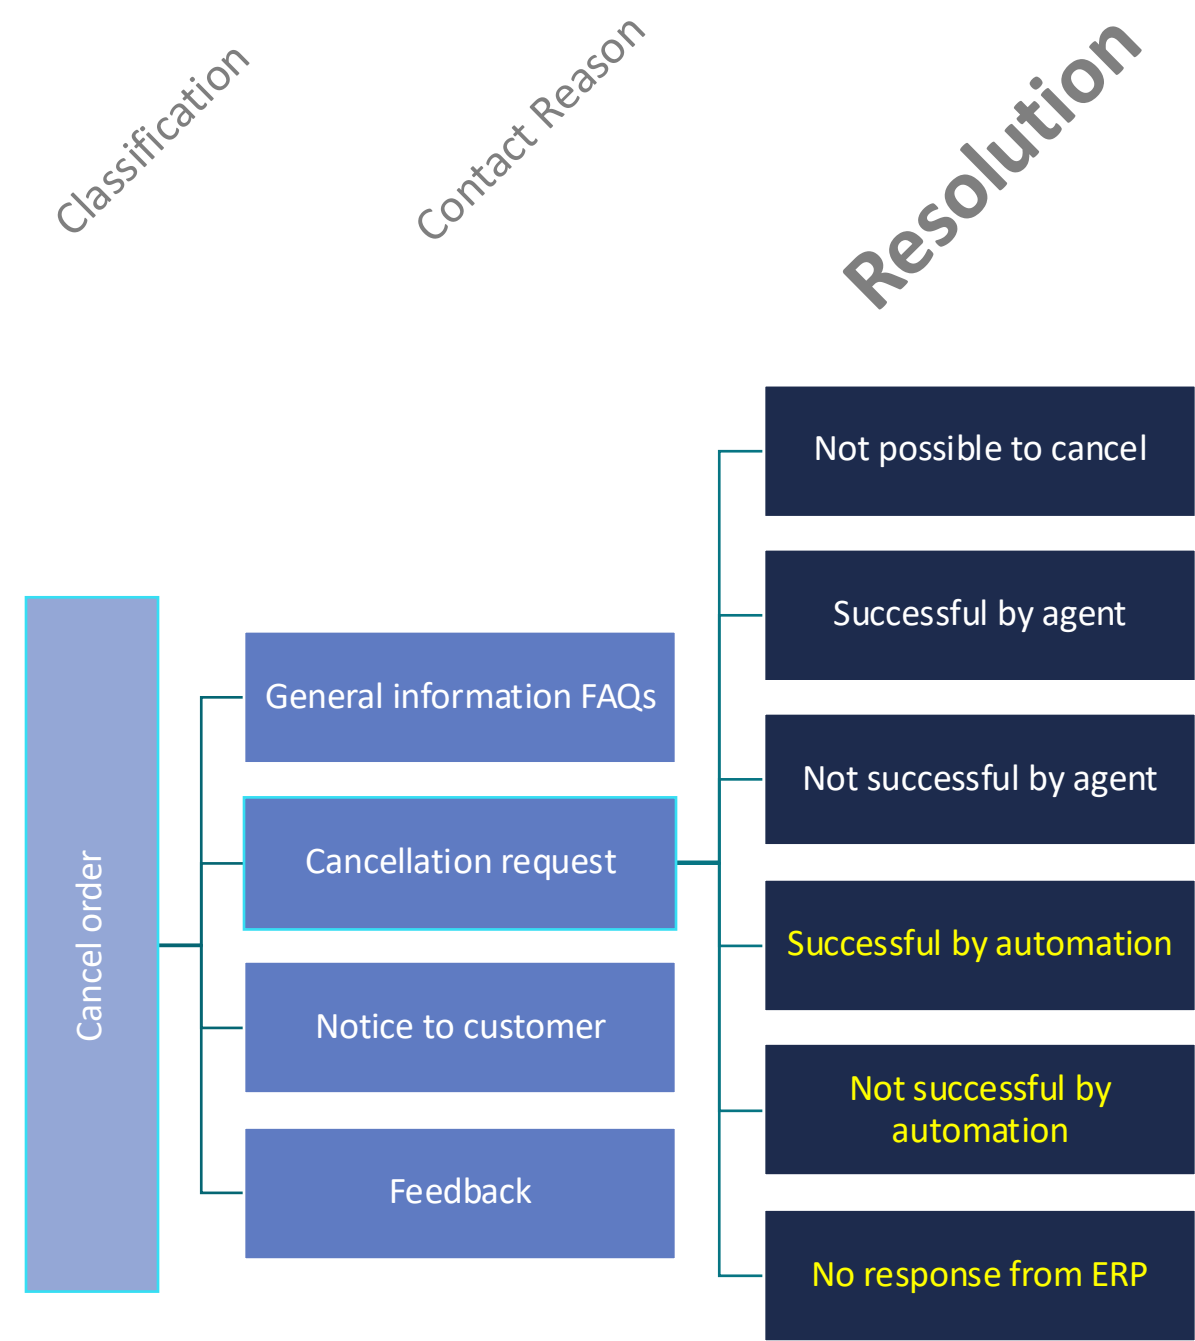 Classification
Contact Reason
Resolution
Cancel order
General information FAQs
Cancellation request
Notice to customer
Feedback
Not possible to cancel
Successful by agent
Not successful by agent
Successful by automation
Not successful by
automation
No response from ERP